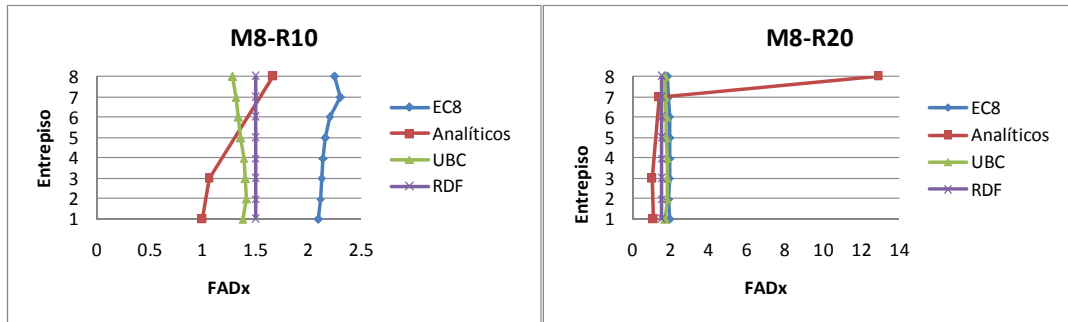 M8-R10
Entrepiso
8
7
6
5
4
3
2
1
0 0.5 1 1.5 2 2.5
FADx
EC8
Analíticos
UBC
RDF
M8-R20
Entrepiso
8
7
6
5
4
3
2
1
0 2 4 6 8 10 12 14
FADx
EC8
Analíticos
UBC
RDF